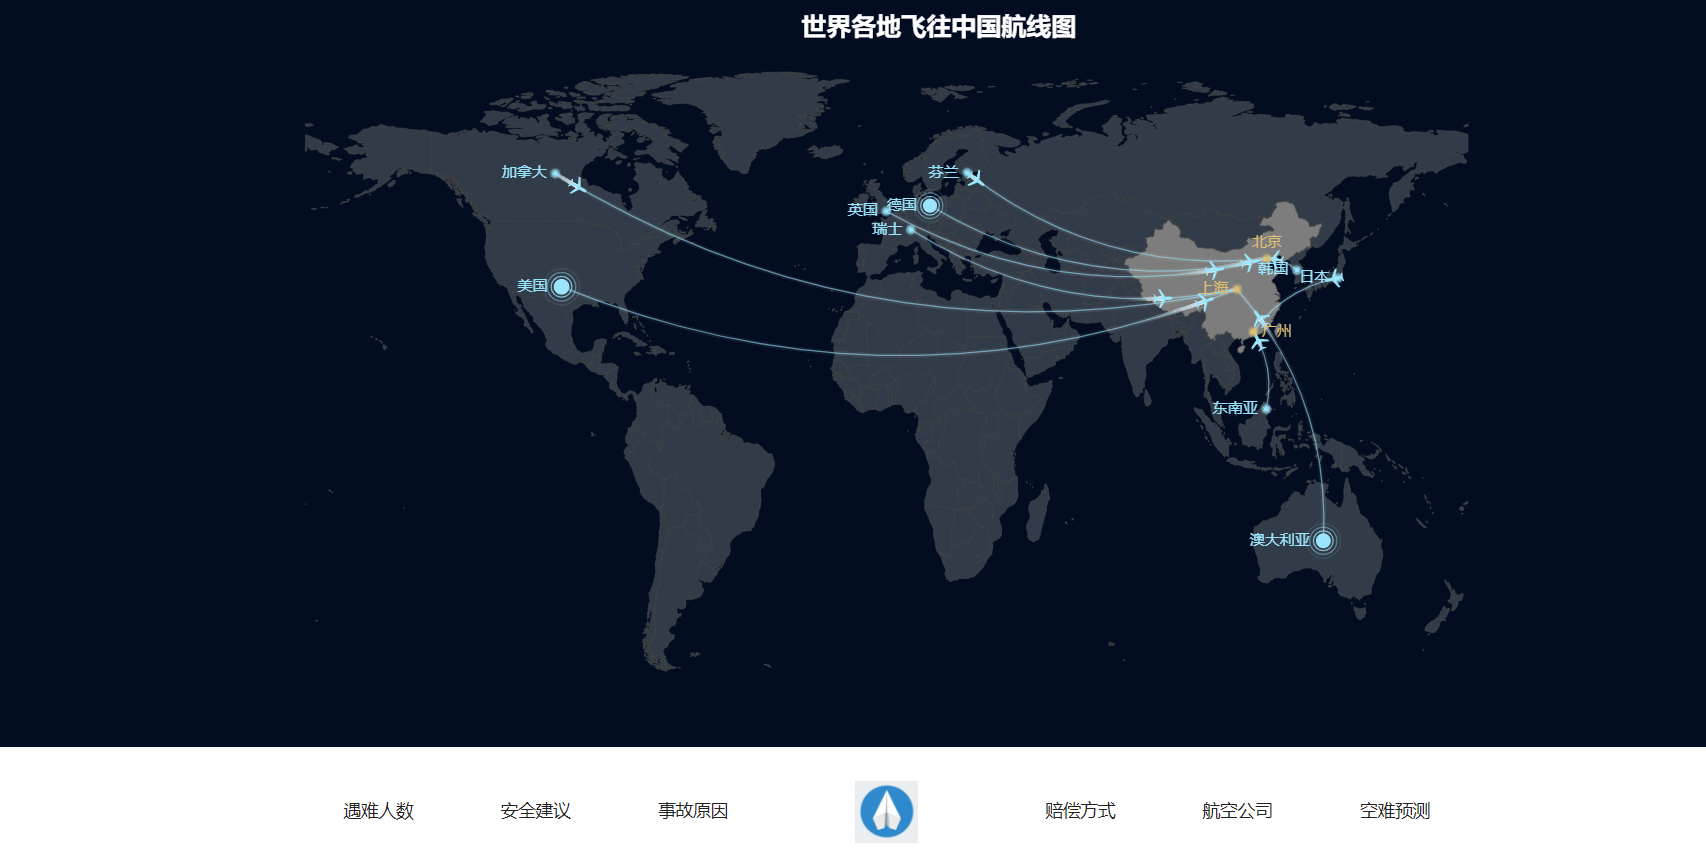 世界各地飞往中国航线图
加拿大
芬兰
英国
德国
瑞士
北京
韩国
日本
美国
上海
广州
东南亚
澳大利亚
遇难人数
安全建议
事故原因
赔偿方式
航空公司
空难预测